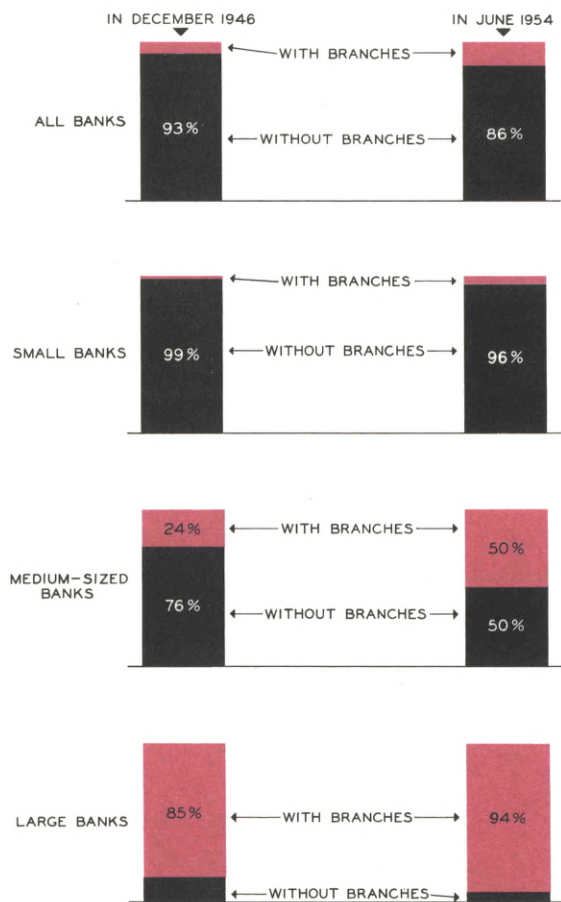 IN DECEMBER 1946 IN JUNE 1954
WITH BRANCHES
ALL BANKS 93% WITHOUT BRANCHES 86%
WITH BRANCHES
SMALL BANKS 99% WITHOUT BRANCHES 96%
24% WITH BRANCHES 50%
MEDIUM-SIZED
BANKS 76% WITHOUT BRANCHES 50%
LARGE BANKS 85% WITH BRANCHES 94%
WITHOUT BRANCHES